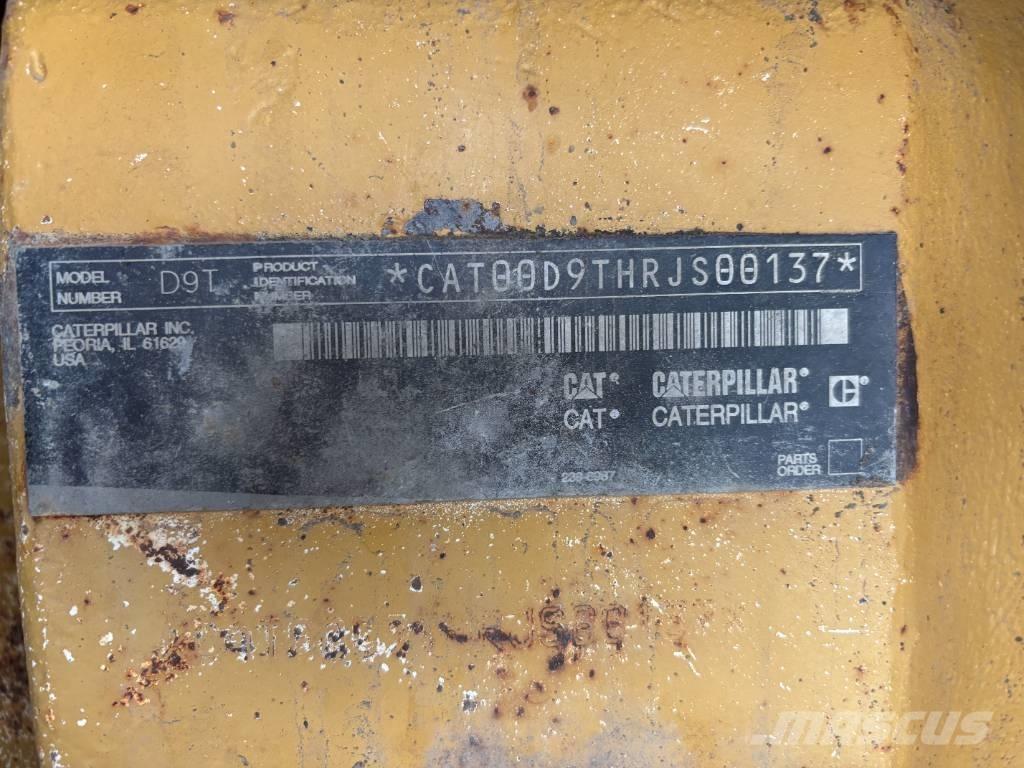 MODEL NUMBER D9T PRODUCT IDENTIFICATION NUMBER *CAT00D9THRJS00137*
CATERPILLAR INC.
PEORIA, IL 61629
USA
CAT® CATERPILLAR® C®
CAT® CATERPILLAR®
PARTS
ORDER
MASCUS